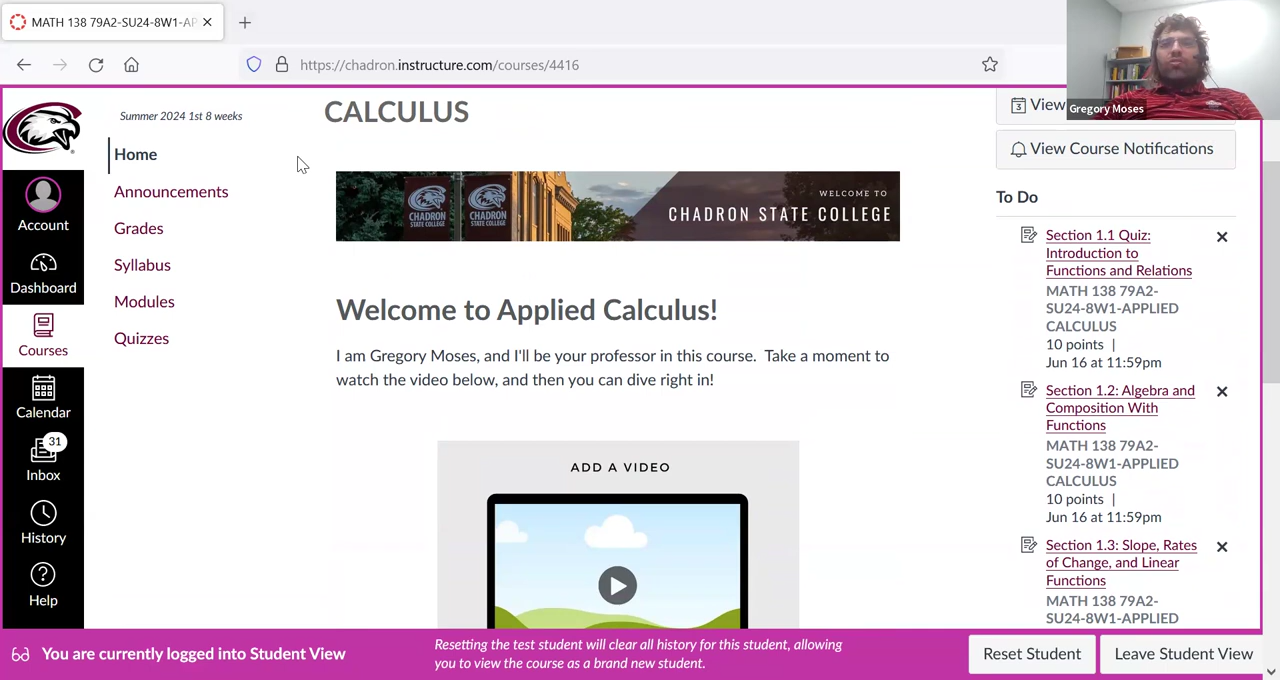 MATH 138 79A2-SU24-8W1-AP
https://chadron.instructure.com/courses/4416
Gregory Moses
Summer 2024 1st 8 weeks
Home
Announcements
Grades
Syllabus
Modules
Quizzes
Account
Dashboard
Courses
Calendar
31
Inbox
History
Help
CALCULUS
CHADRON
STATE COLLEGE
CHADRON
STATE COLLEGE
WELCOME TO
CHADRON STATE COLLEGE
Welcome to Applied Calculus!
I am Gregory Moses, and I'll be your professor in this course. Take a moment to
watch the video below, and then you can dive right in!
ADD A VIDEO
View
View Course Notifications
To Do
Section 1.1 Quiz:
Introduction to
Functions and Relations
MATH 138 79A2-
SU24-8W1-APPLIED
CALCULUS
10 points |
Jun 16 at 11:59pm
Section 1.2: Algebra and
Composition With
Functions
MATH 138 79A2-
SU24-8W1-APPLIED
CALCULUS
10 points |
Jun 16 at 11:59pm
Section 1.3: Slope, Rates
of Change, and Linear
Functions
MATH 138 79A2-
SU24-8W1-APPLIED
You are currently logged into Student View
Resetting the test student will clear all history for this student, allowing
you to view the course as a brand new student.
Reset Student
Leave Student View